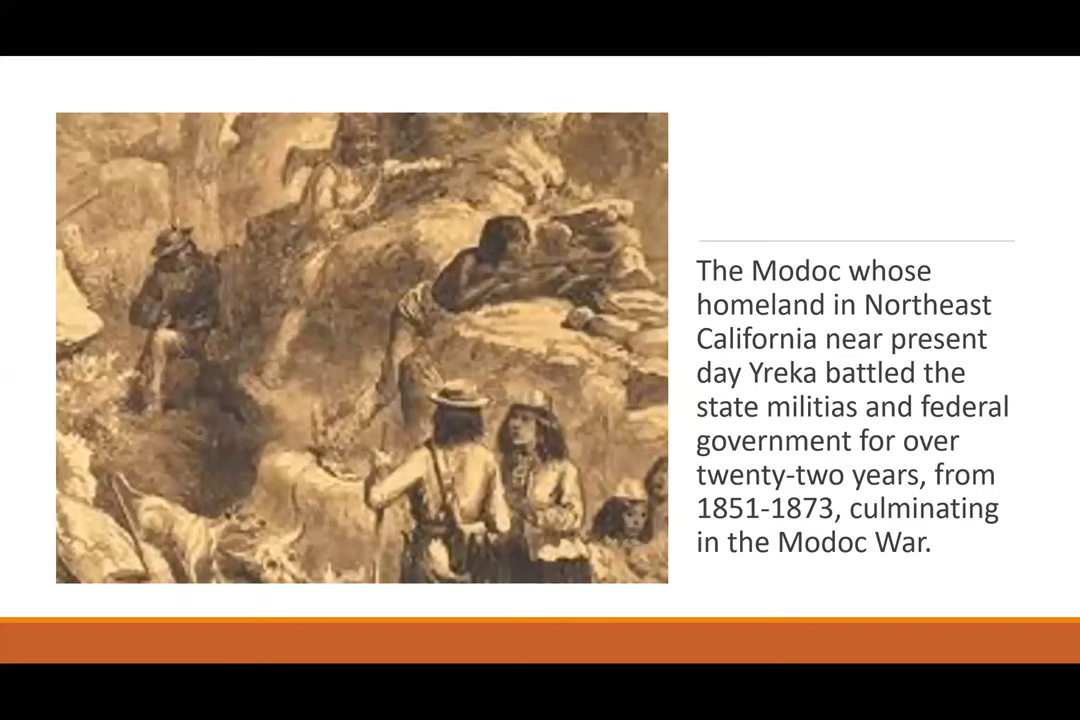 The Modoc whose
homeland in Northeast
California near present
day Yreka battled the
state militias and federal
government for over
twenty-two years, from
1851-1873, culminating
in the Modoc War.